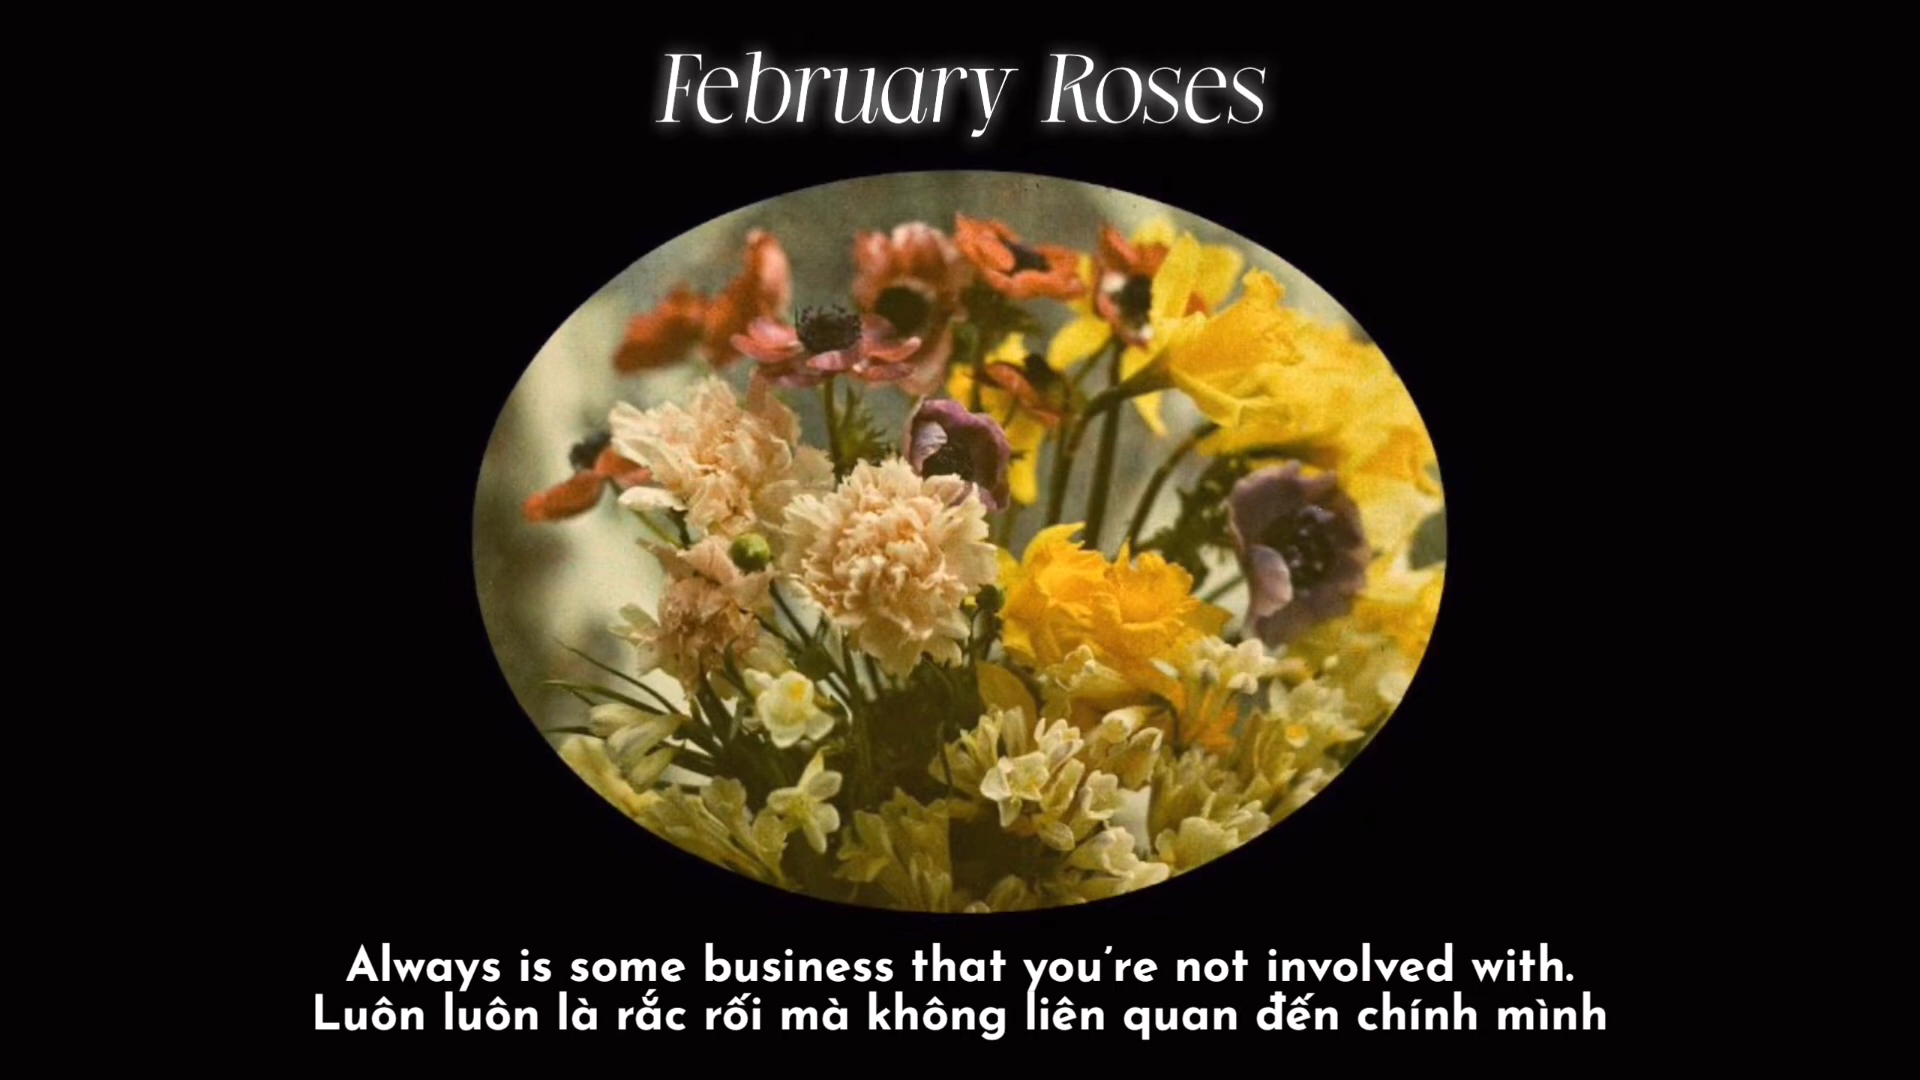 February Roses
Always is some business that you're not involved with.
Luôn luôn là rắc rối mà không liên quan đến chính mình